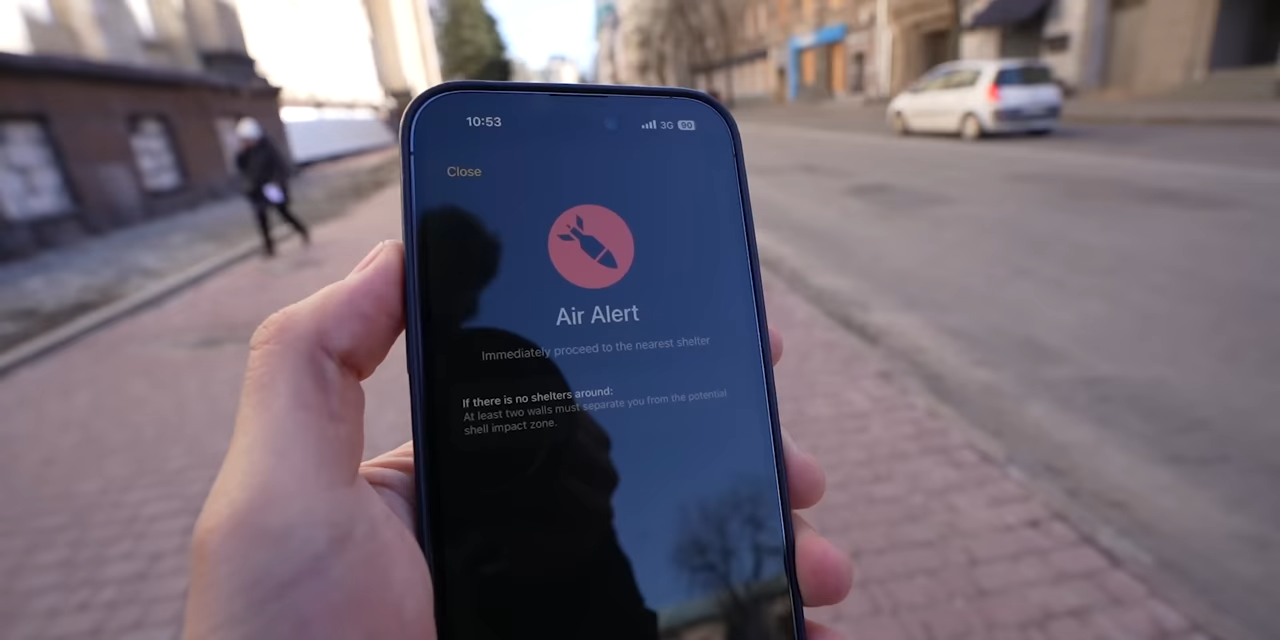 10:53
3G 90
Close
Air Alert
Immediately proceed to the nearest shelter
If there is no shelters around:
At least two walls must separate you from the potential
shell impact zone.